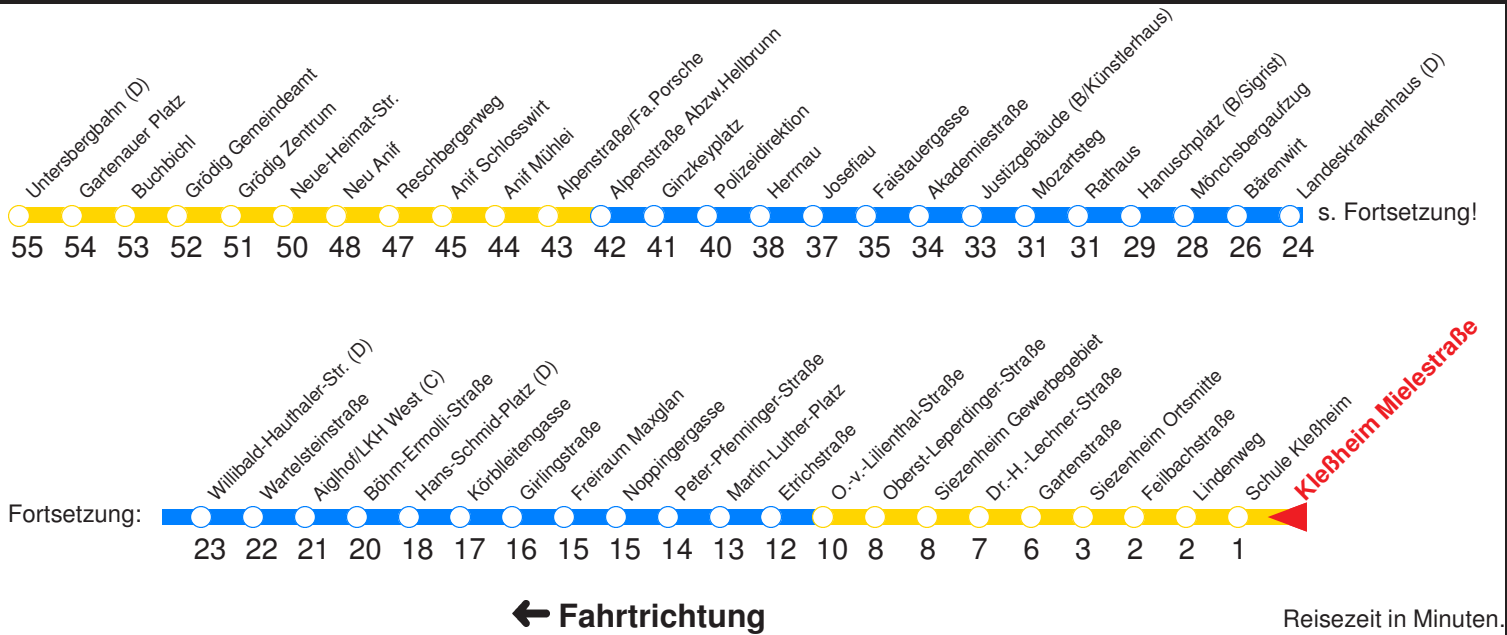 Untersbergbahn (D)
Gartenauer Platz
Buchbichl
Grödig Gemeindeamt
Grödig Zentrum
Neue-Heimat-Str.
Neu Anif
Reschbergerweg
Anif Schlosswirt
Anif Mühlei
Alpenstraße/Fa.Porsche
Alpenstraße Abzw.Hellbrunn
Ginzkeyplatz
Polizeidirektion
Herrnau
Josefiau
Faistauergasse
Akademiestraße
Justizgebäude (B/Künstlerhaus)
Mozartsteg
Rathaus
Hanuschplatz (B/Sigrist)
Mönchsbergaufzug
Bärenwirt
Landeskrankenhaus (D)
s. Fortsetzung!
55 54 53 52 51 50 48 47 45 44 43 42 41 40 38 37 35 34 33 31 31 29 28 26 24
Willibald-Hauthaler-Str. (D)
Wartelsteinstraße
Aiglhof/LKH West (C)
Böhm-Ermolli-Straße
Hans-Schmid-Platz (D)
Körblleitengasse
Girlingstraße
Freiraum Maxglan
Noppingergasse
Peter-Pfenninger-Straße
Martin-Luther-Platz
Etrichstraße
O.-v.-Lilienthal-Straße
Oberst-Leperdinger-Straße
Siezenheim Gewerbegebiet
Dr.-H.-Lechner-Straße
Gartenstraße
Siezenheim Ortsmitte
Feilbachstraße
Lindenweg
Schule Kleßheim
Kleßheim Mielestraße
Fortsetzung:
23 22 21 20 18 17 16 15 15 14 13 12 10 8 8 7 6 3 2 2 1
← Fahrtrichtung
Reisezeit in Minuten.